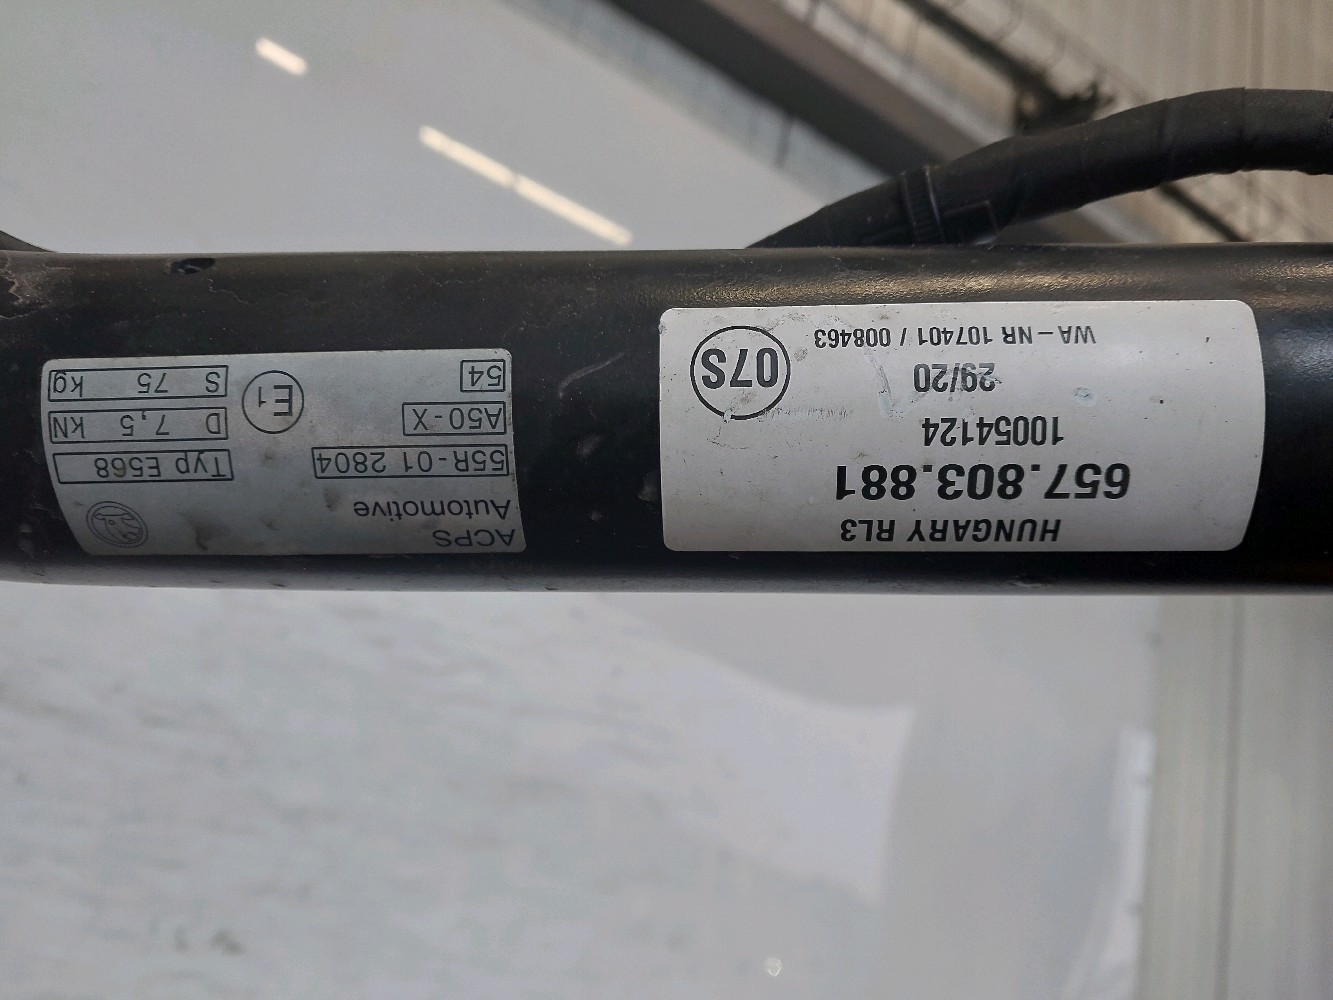 HUNGARY RL3
657.803.881
10054124
29/20
07S
WA-NR 107401 / 008463
ACPS
Automotive
55R-01 2804
Typ E568
A50-X
E1
D 7,5 kN
54
S 75 kg